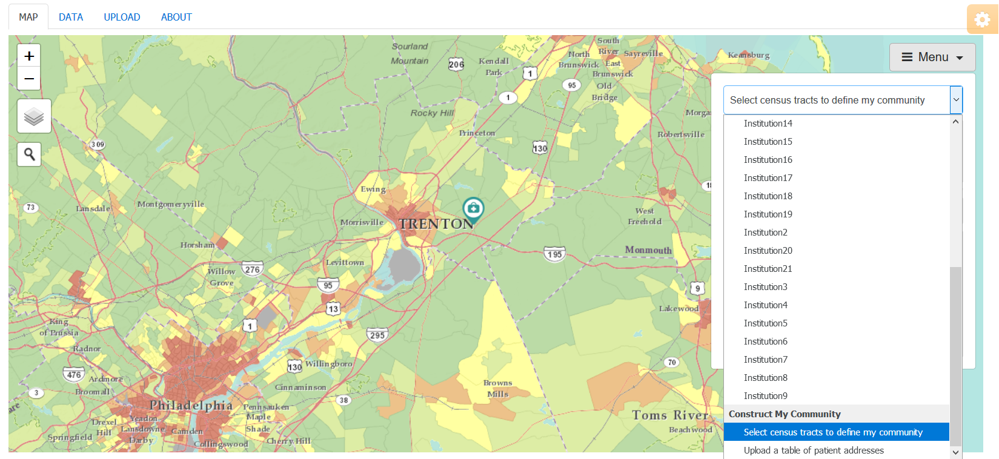 MAP DATA UPLOAD ABOUT
+
−
Menu
Select census tracts to define my community
Institution14
Institution15
Institution16
Institution17
Institution18
Institution19
Institution2
Institution20
Institution21
Institution3
Institution4
Institution5
Institution6
Institution7
Institution8
Institution9
Construct My Community
Select census tracts to define my community
Upload a table of patient addresses
Sourland
Mountain
206
Kendall
Park
1
North
Brunswick
South
River
Sayreville
East
Brunswick
Old
Bridge
95
1
Keansburg
Rocky Hill
Princeton
130
Robertsville
309
Ewing
73
Lansdale
Montgomeryville
Morrisville
TRENTON
West
Freehold
Horsham
Monmouth
195
Levittown
Willow
Grove
276
95
9
13
Lakewood
1
King
of Prussia
295
Radnor
130
Willingboro
70
476
Ardmore
Cinnaminson
Browns
Mills
3
Broomall
38
Philadelphia
Pennsauken
Maple
Shade
Toms River
Drexel
Hill
Yeadon
Lansdowne
Darby
Camden
Beachwood
Springfield
Collingswood
Cherry Hill